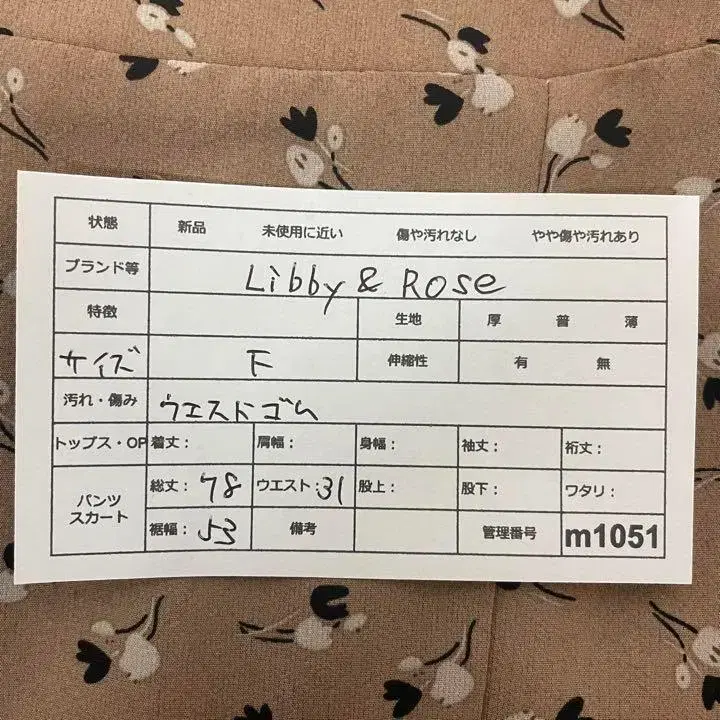 状態 新品 未使用に近い 傷や汚れなし やや傷や汚れあり
ブランド等 Libby & Rose
特徴 生地 厚 普 薄
サイズ F 伸縮性 有 無
汚れ・傷み ウエストゴム
トップス・OP 着丈： 肩幅： 身幅： 袖丈： 裄丈：
パンツ スカート 総丈：78 ウエスト：31 股上： 股下： ワタリ：
裾幅：53 備考 管理番号 m1051